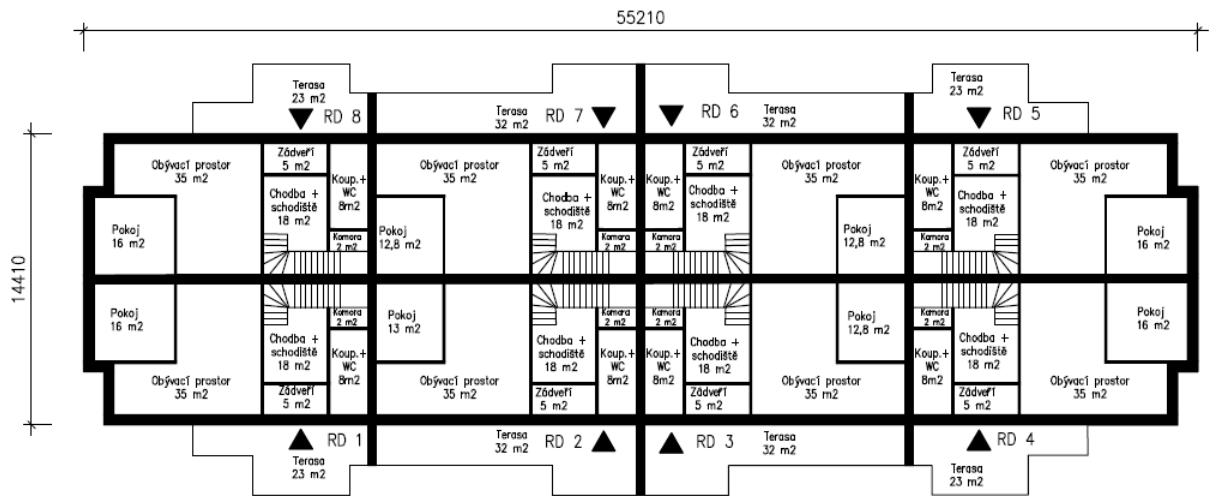 55210
14410
Terasa
23 m2
RD 8
Terasa
32 m2
RD 7
RD 6
Terasa
32 m2
Terasa
23 m2
RD 5
Obývací prostor
35 m2
Zádveří
5 m2
Koup.+
WC
8m2
Chodba +
schodiště
18 m2
Komora
2 m2
Pokoj
16 m2
Obývací prostor
35 m2
Zádveří
5 m2
Koup.+
WC
8m2
Chodba +
schodiště
18 m2
Komora
2 m2
Pokoj
12,8 m2
Koup.+
WC
8m2
Zádveří
5 m2
Chodba +
schodiště
18 m2
Komora
2 m2
Obývací prostor
35 m2
Pokoj
12,8 m2
Koup.+
WC
8m2
Zádveří
5 m2
Chodba +
schodiště
18 m2
Komora
2 m2
Obývací prostor
35 m2
Pokoj
16 m2
Pokoj
16 m2
Komora
2 m2
Chodba +
schodiště
18 m2
Koup.+
WC
8m2
Obývací prostor
35 m2
Zádveří
5 m2
Pokoj
13 m2
Komora
2 m2
Chodba +
schodiště
18 m2
Koup.+
WC
8m2
Obývací prostor
35 m2
Zádveří
5 m2
Komora
2 m2
Chodba +
schodiště
18 m2
Koup.+
WC
8m2
Zádveří
5 m2
Pokoj
12,8 m2
Obývací prostor
35 m2
Komora
2 m2
Chodba +
schodiště
18 m2
Koup.+
WC
8m2
Zádveří
5 m2
Pokoj
16 m2
Obývací prostor
35 m2
RD 1
Terasa
23 m2
Terasa
32 m2
RD 2
RD 3
Terasa
32 m2
RD 4
Terasa
23 m2